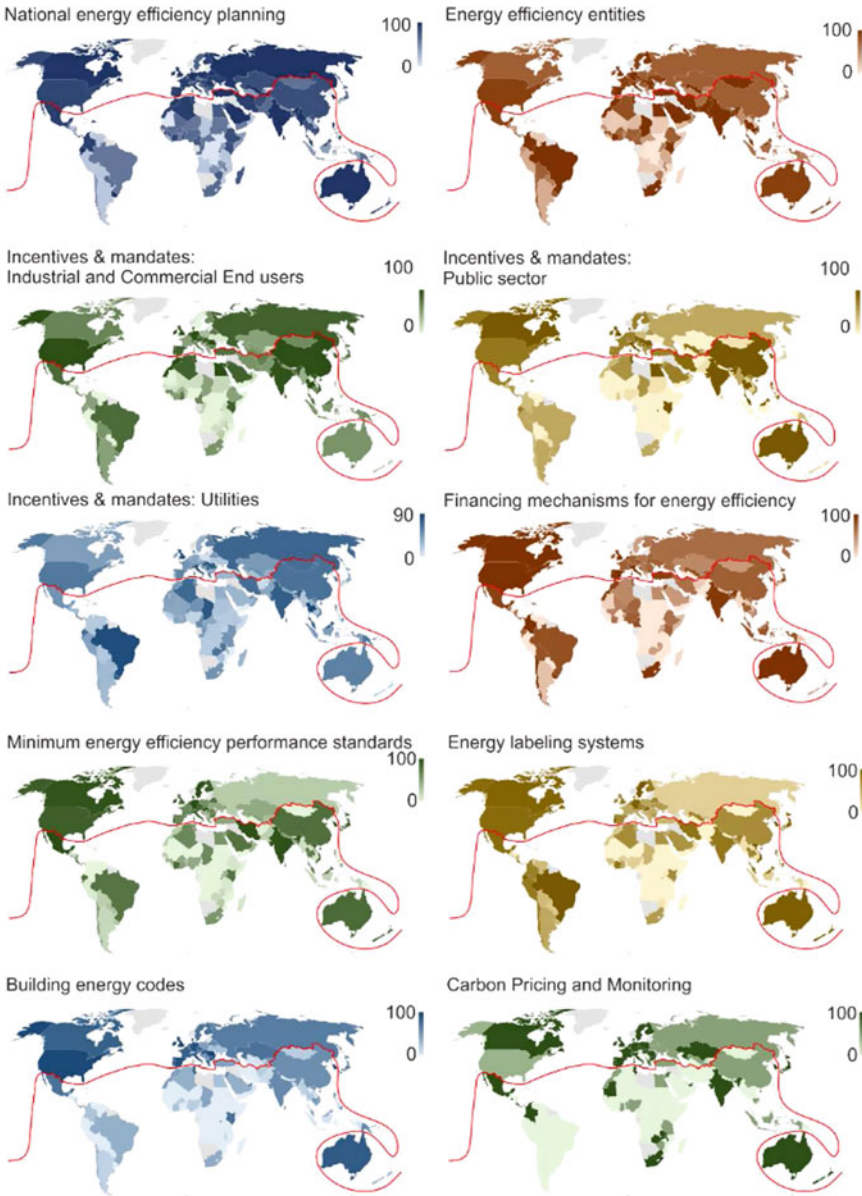 National energy efficiency planning
100
0
Energy efficiency entities
100
0
Incentives & mandates:
Industrial and Commercial End users
100
0
Incentives & mandates:
Public sector
100
0
Incentives & mandates: Utilities
90
0
Financing mechanisms for energy efficiency
100
0
Minimum energy efficiency performance standards
100
0
Energy labeling systems
100
0
Building energy codes
100
0
Carbon Pricing and Monitoring
100
0